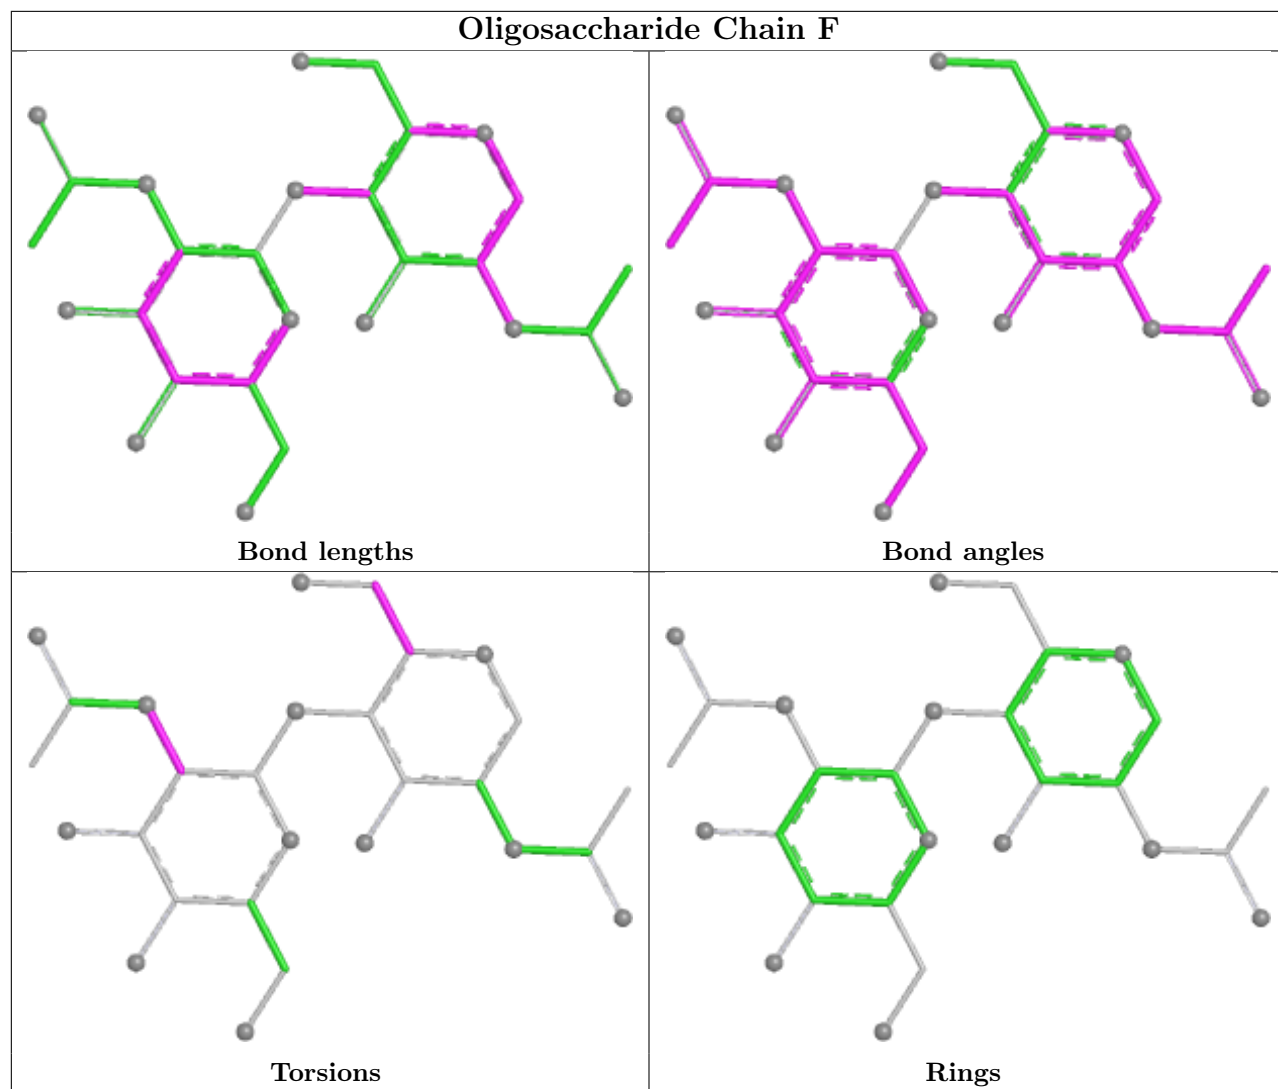 Oligosaccharide Chain F
Bond lengths
Bond angles
Torsions
Rings